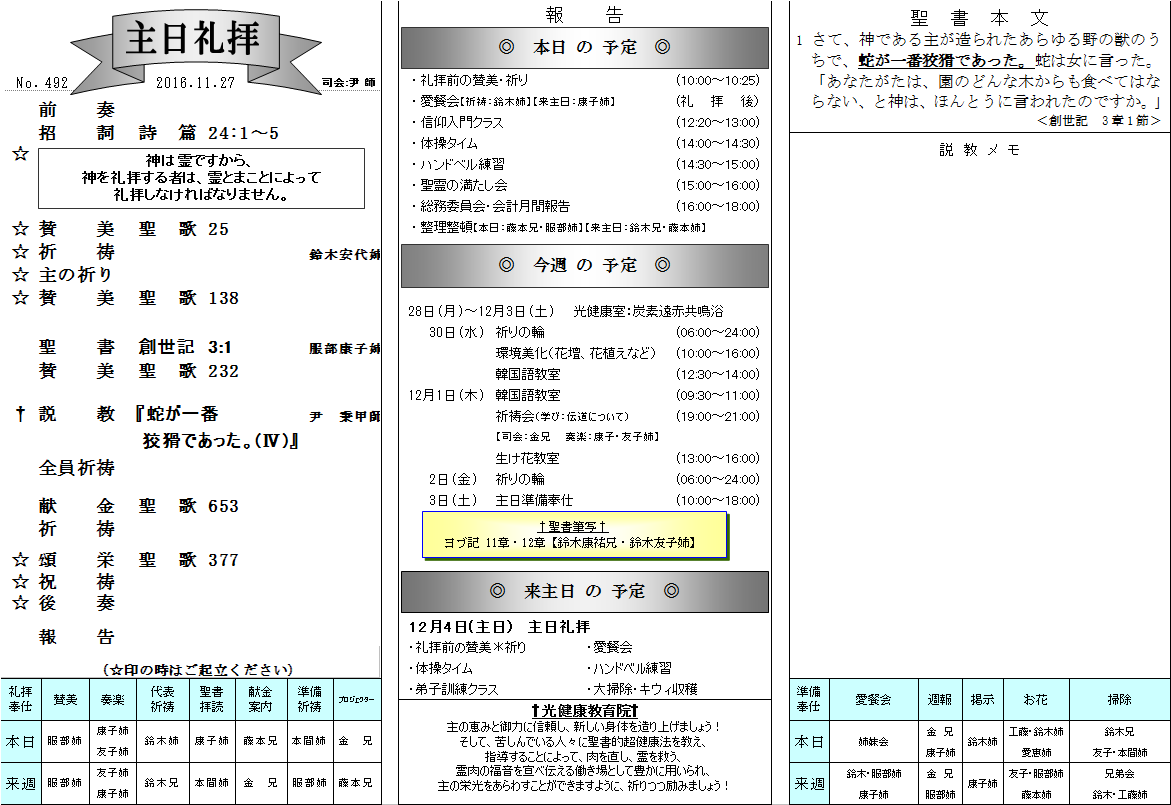 主日礼拝
No. 492 2016.11.27 司会:尹 師
前 奏
招 詞 詩 篇 24:1～5
☆
神は霊ですから、
神を礼拝する者は、霊とまことによって
礼拝しなければなりません。
☆ 賛 美 聖 歌 25
☆ 祈 祷 鈴木安代姉
☆ 主の祈り
☆ 賛 美 聖 歌 138
聖 書 創世記 3:1 服部康子姉
賛 美 聖 歌 232
✝ 説 教 『蛇が一番 尹 秉甲師
狡猾であった。(Ⅳ)』
全員祈祷
献 金 聖 歌 653
祈 祷
☆ 頌 栄 聖 歌 377
☆ 祝 祷
☆ 後 奏
報 告
(☆印の時はご起立ください)
礼拝奉仕 賛美 奏楽 代表祈祷 聖書拝読 献金案内 準備祈祷 プロジェクター
本日 服部姉 康子姉 友子姉 鈴木姉 康子姉 藤本兄 本間姉 金 兄
来週 服部姉 友子姉 康子姉 鈴木兄 本間姉 金 兄 服部姉 藤本兄
報 告
◎ 本日 の 予定 ◎
・礼拝前の賛美・祈り (10:00～10:25)
・愛餐会【祈祷:鈴木姉】【来主日:康子姉】 (礼 拝 後)
・信仰入門クラス (12:20～13:00)
・体操タイム (14:00～14:30)
・ハンドベル練習 (14:30～15:00)
・聖霊の満たし会 (15:00～16:00)
・総務委員会・会計月間報告 (16:00～18:00)
・整理整頓【本日:藤本兄・服部姉】【来主日:鈴木兄・藤本姉】
◎ 今週 の 予定 ◎
28日(月)～12月3日(土) 光健康室:炭素遠赤共鳴浴
30日(水) 祈りの輪 (06:00～24:00)
環境美化(花壇、花植えなど) (10:00～16:00)
韓国語教室 (12:30～14:00)
12月1日(木) 韓国語教室 (09:30～11:00)
祈祷会(学び:伝道について) (19:00～21:00)
【司会:金兄 奏楽:康子・友子姉】
生け花教室 (13:00～16:00)
2日(金) 祈りの輪 (06:00～24:00)
3日(土) 主日準備奉仕 (10:00～18:00)
✝聖書筆写✝
ヨブ記 11章・12章【鈴木康祐兄・鈴木友子姉】
◎ 来主日 の 予定 ◎
12月4日(主日) 主日礼拝
・礼拝前の賛美＊祈り ・愛餐会
・体操タイム ・ハンドベル練習
・弟子訓練クラス ・大掃除・キウィ収穫
✝光健康教育院✝
主の恵みと御力に信頼し、新しい身体を造り上げましょう!
そして、苦しんでいる人々に聖書的超健康法を教え、
指導することによって、肉を直し、霊を救う、
霊肉の福音を宣べ伝える働き場として豊かに用いられ、
主の栄光をあらわすことができますように、祈りつつ励みましょう!
聖 書 本 文
1 さて、神である主が造られたあらゆる野の獣のう
ちで、蛇が一番狡猾であった。蛇は女に言った。
「あなたがたは、園のどんな木からも食べてはな
らない、と神は、ほんとうに言われたのですか。」
＜創世記 3章1節＞
説 教 メ モ
準備奉仕 愛餐会 週報 掲示 お花 掃除
本日 姉妹会 金 兄 康子姉 鈴木姉 工藤・鈴木姉 愛恵姉 鈴木兄 友子・本間姉
来週 鈴木・服部姉 康子姉 金 兄 服部姉 康子姉 友子・服部姉 藤本姉 兄弟会 鈴木・工藤姉